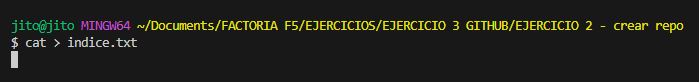 jito@jito MINGW64 ~/Documents/FACTORIA F5/EJERCICIOS/EJERCICIO 3 GITHUB/EJERCICIO 2 - crear repo
$ cat > indice.txt